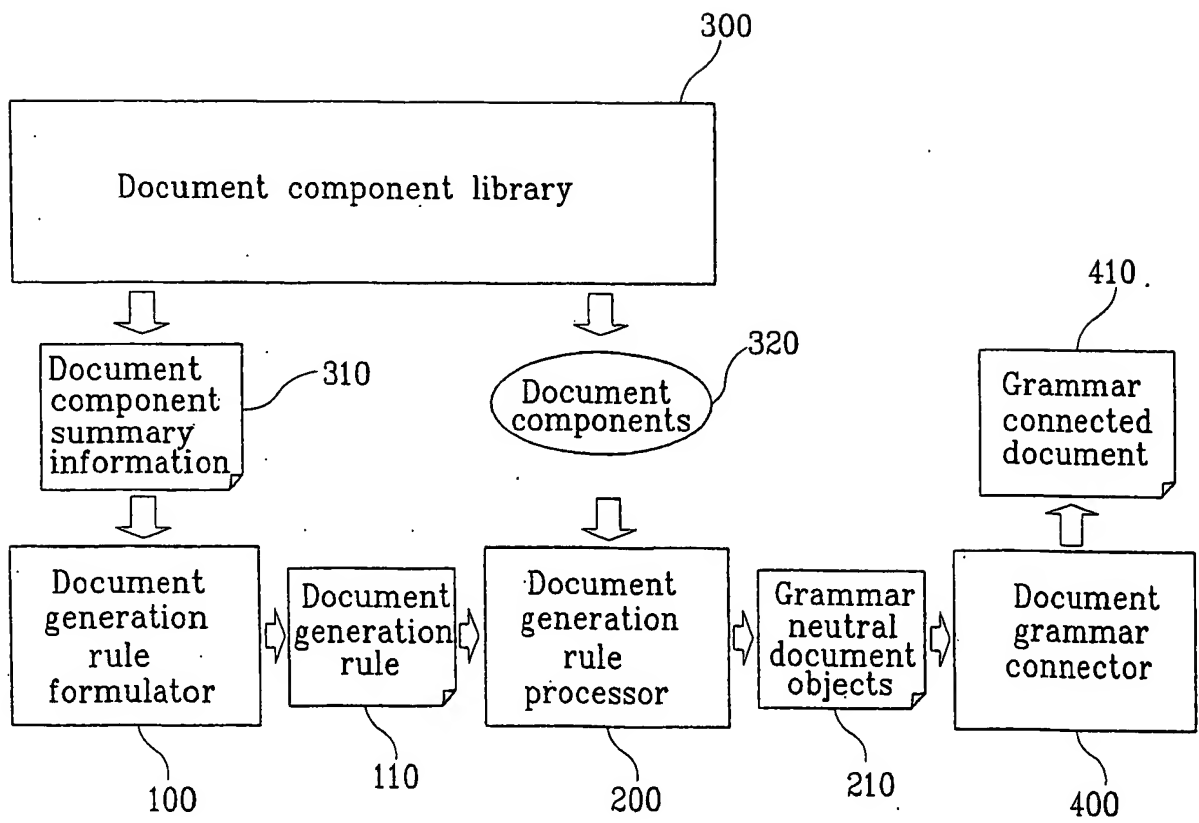 300
Document component library
410
Document
component
summary
information
310
Document
components
320
Grammar
connected
document
Document
generation
rule
formulator
Document
generation
rule
Document
generation
rule
processor
Grammar
neutral
document
objects
Document
grammar
connector
100
110
200
210
400